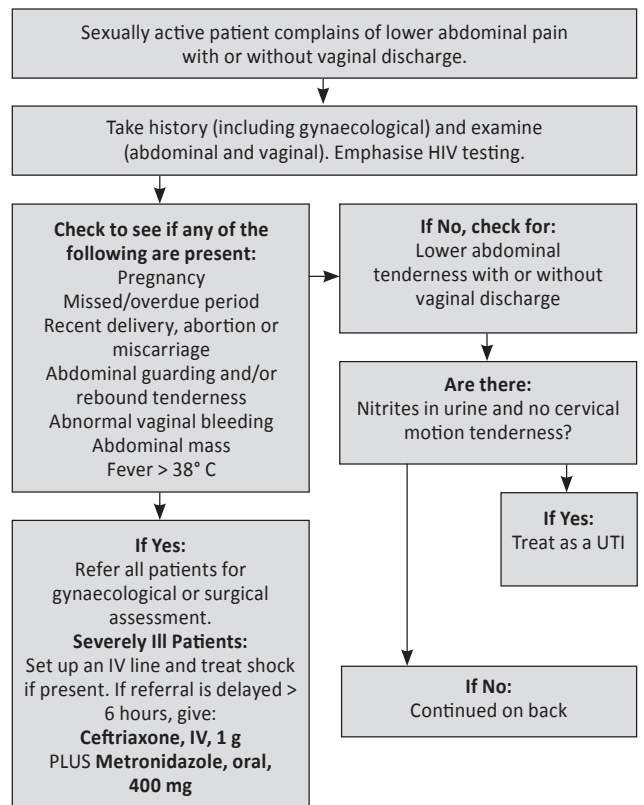 Sexually active patient complains of lower abdominal pain
with or without vaginal discharge.
Take history (including gynaecological) and examine
(abdominal and vaginal). Emphasise HIV testing.
Check to see if any of the
following are present:
Pregnancy
Missed/overdue period
Recent delivery, abortion or
miscarriage
Abdominal guarding and/or
rebound tenderness
Abnormal vaginal bleeding
Abdominal mass
Fever > 38° C
If No, check for:
Lower abdominal
tenderness with or without
vaginal discharge
Are there:
Nitrites in urine and no cervical
motion tenderness?
If Yes:
Treat as a UTI
If Yes:
Refer all patients for
gynaecological or surgical
assessment.
Severely Ill Patients:
Set up an IV line and treat shock
if present. If referral is delayed >
6 hours, give:
Ceftriaxone, IV, 1 g
PLUS Metronidazole, oral,
400 mg
If No:
Continued on back